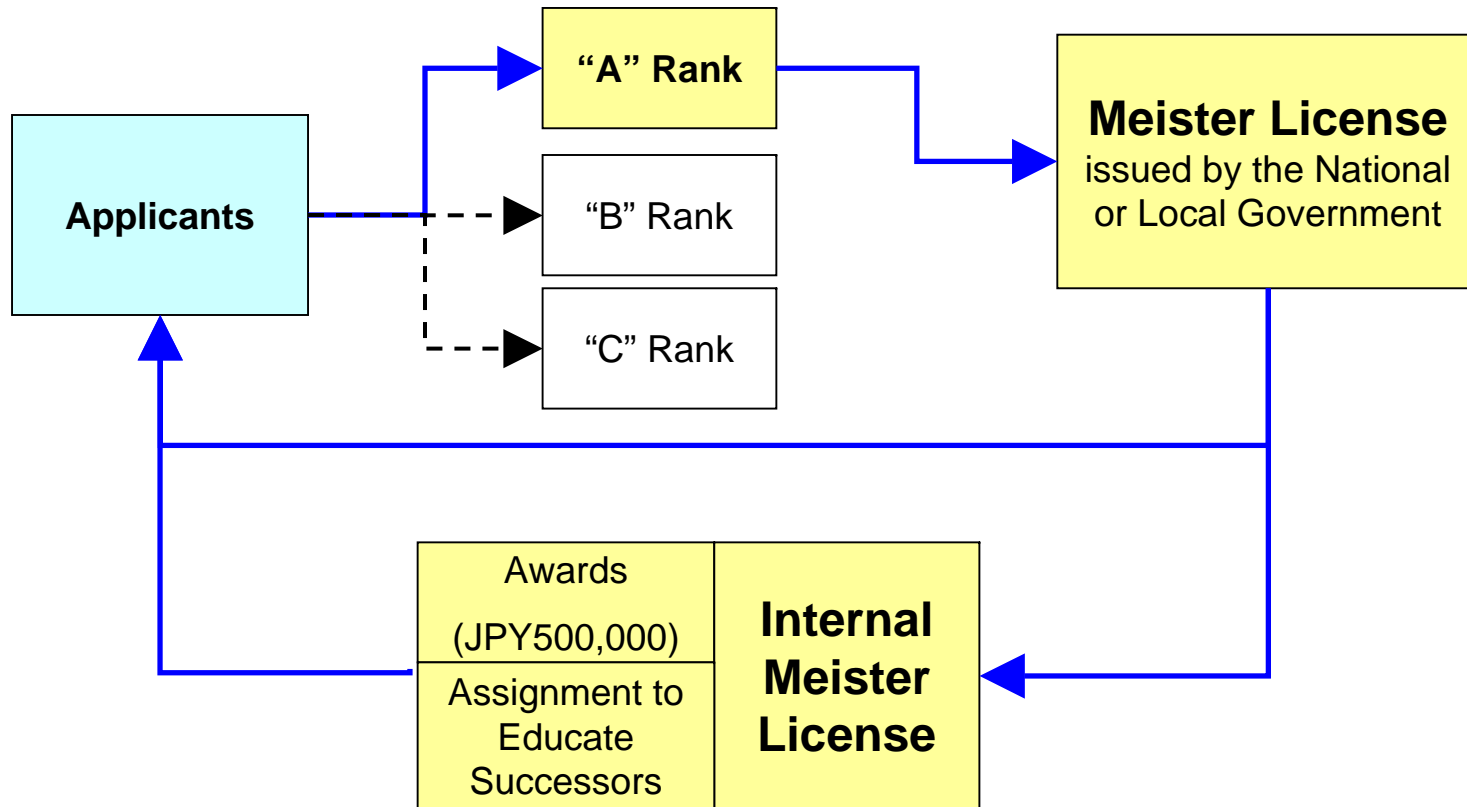 “A” Rank
Meister License
issued by the National
or Local Government
Applicants
“B” Rank
“C” Rank
Awards
(JPY500,000)
Assignment to
Educate
Successors
Internal
Meister
License